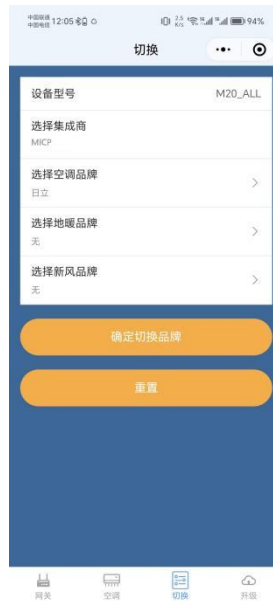 中国联通
中国电信 12:05
2.5 K/s 94%
切换
设备型号 M20_ALL
选择集成商
MICP
选择空调品牌
日立
选择地暖品牌
无
选择新风品牌
无
确定切换品牌
重置
网关 空调 切换 升级